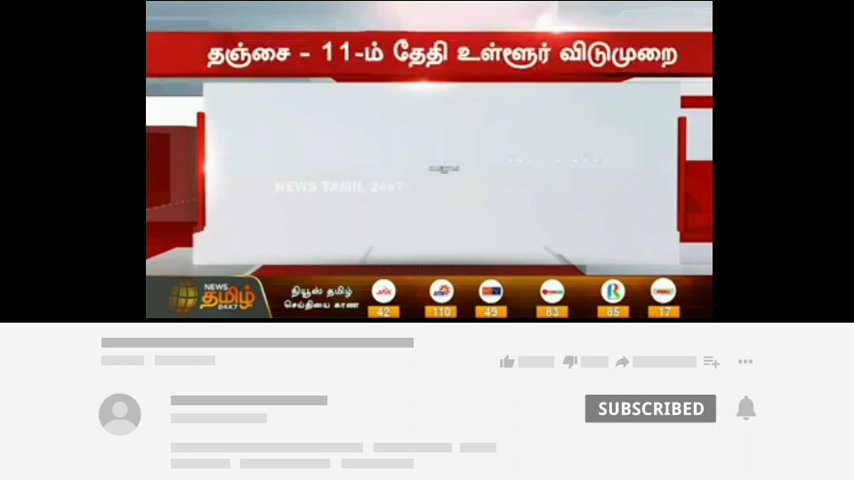 தஞ்சை - 11-ம் தேதி உள்ளூர் விடுமுறை
NEWS TAMIL 24x7
NEWS
தமிழ்
24X7
நியூஸ் தமிழ்
செய்தியை காண
42 110 49 83 85 17
SUBSCRIBED